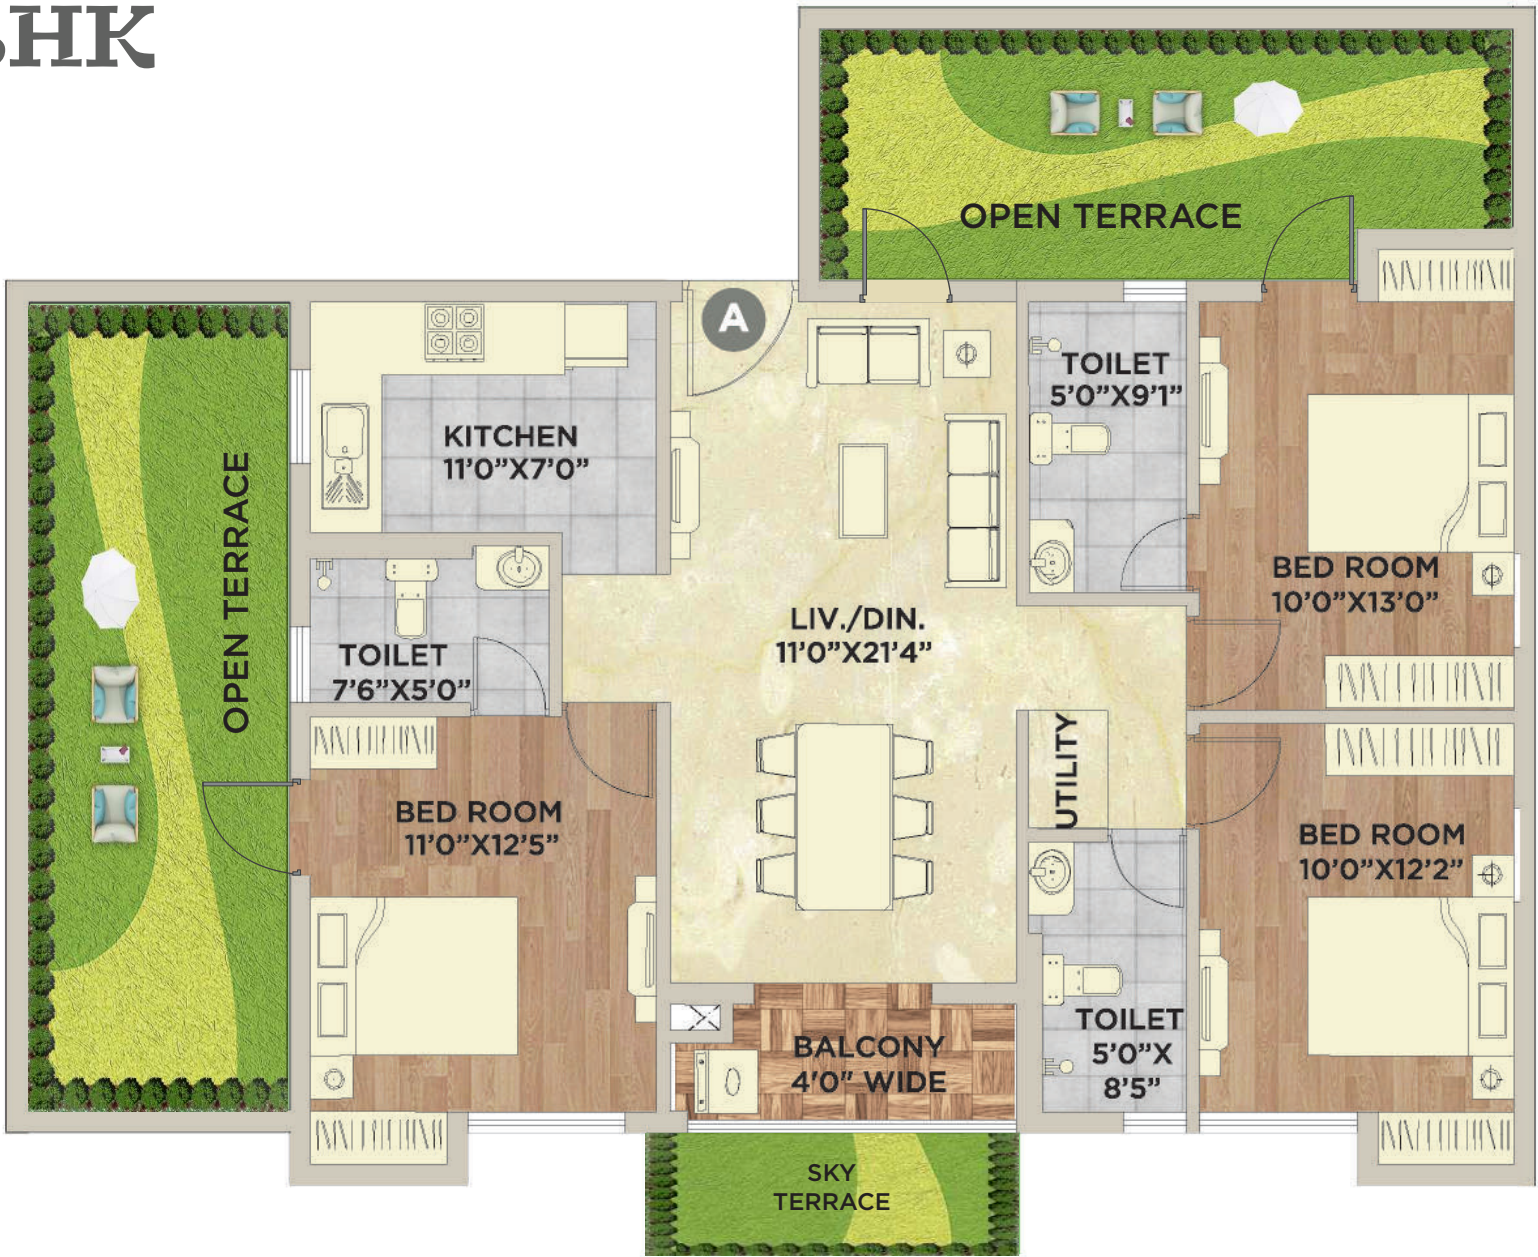 BHK
OPEN TERRACE
A
TOILET
5'0”X9'1”
KITCHEN
11'0”X7'0”
OPEN TERRACE
BED ROOM
10'0”X13'0”
LIV./DIN.
11'0”X21'4”
TOILET
7'6”X5'0”
UTILITY
BED ROOM
11'0”X12'5”
BED ROOM
10'0”X12'2”
TOILET
5'0”X
8'5”
BALCONY
4'0” WIDE
SKY
TERRACE